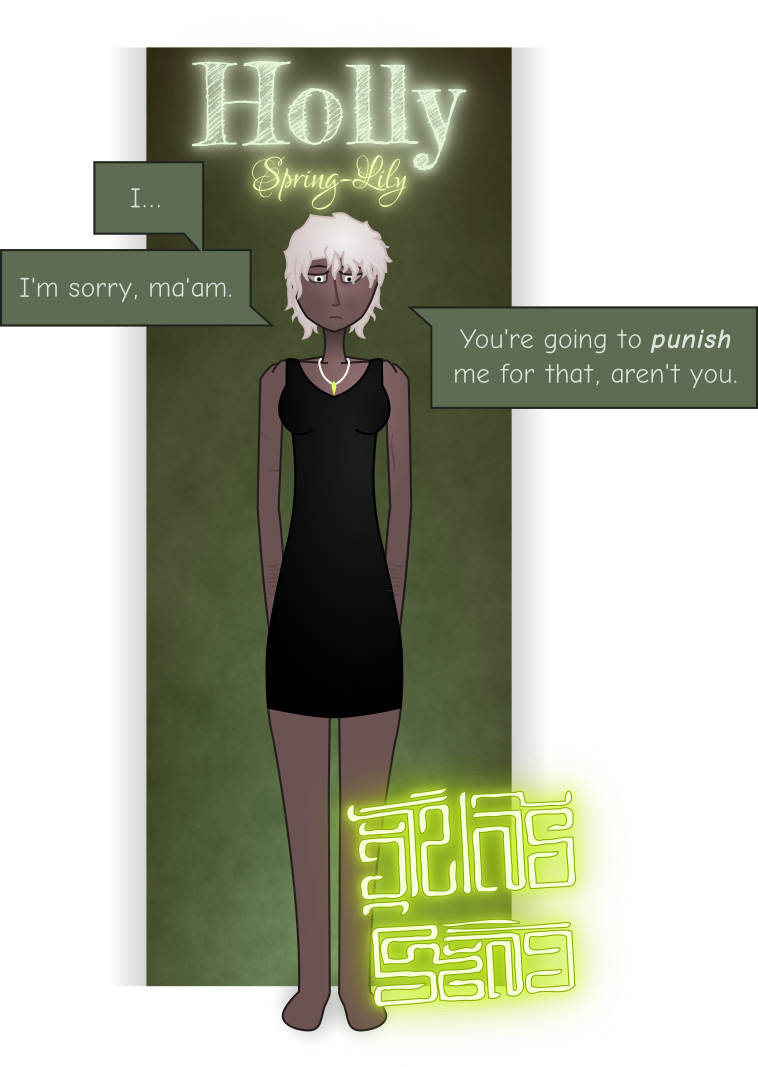 Holly
Spring-Lily
I...
I'm sorry, ma'am.
You're going to punish
me for that, aren't you.